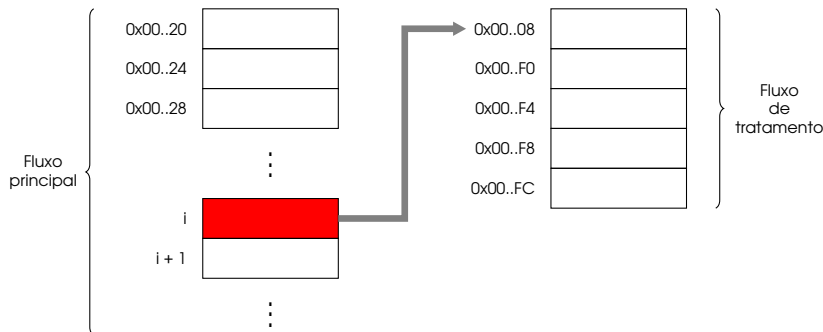 0x00..20
0x00..24
0x00..28
Fluxo
principal
i
i + 1
0x00..08
0x00..F0
0x00..F4
0x00..F8
0x00..FC
Fluxo
de
tratamento